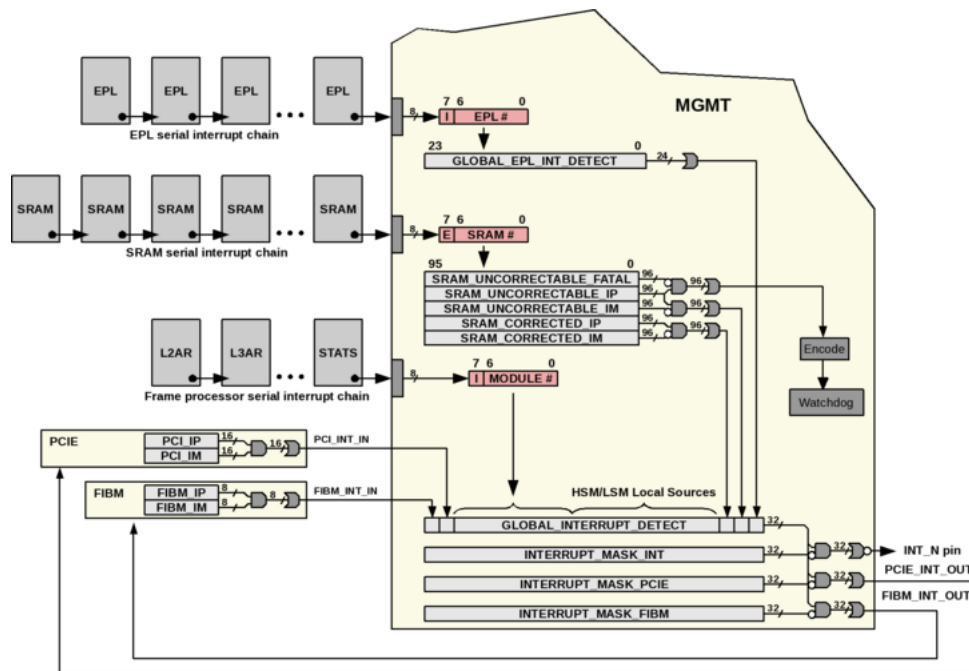 MGMT
EPL EPL EPL EPL
EPL serial interrupt chain
8
7 6 0
I EPL #
23 0
GLOBAL_EPL_INT_DETECT
24
SRAM SRAM SRAM SRAM SRAM
SRAM serial interrupt chain
8
7 6 0
E SRAM #
95 0
SRAM_UNCORRECTABLE_FATAL 96 96
SRAM_UNCORRECTABLE_IP 96
SRAM_UNCORRECTABLE_IM 96 96
SRAM_CORRECTED_IP 96
SRAM_CORRECTED_IM 96 96
Encode
Watchdog
L2AR L3AR STATS
Frame processor serial interrupt chain
8
7 6 0
I MODULE #
PCIE
PCI_IP 16
PCI_IM 16
16
PCI_INT_IN
FIBM
FIBM_IP 8
FIBM_IM 8
8
FIBM_INT_IN
HSM/LSM Local Sources
GLOBAL_INTERRUPT_DETECT 32
INTERRUPT_MASK_INT 32 32
INT_N pin
INTERRUPT_MASK_PCIE 32 32
PCIE_INT_OUT
INTERRUPT_MASK_FIBM 32 32
FIBM_INT_OUT